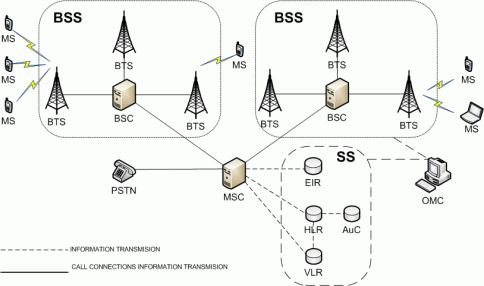 BSS
BSS
MS
BTS
BTS
MS
MS
MS
MS
BTS
BSC
BTS
BTS
BSC
BTS
MS
SS
PSTN
MSC
EIR
OMC
HLR
AuC
VLR
INFORMATION TRANSMISION
CALL CONNECTIONS INFORMATION TRANSMISION